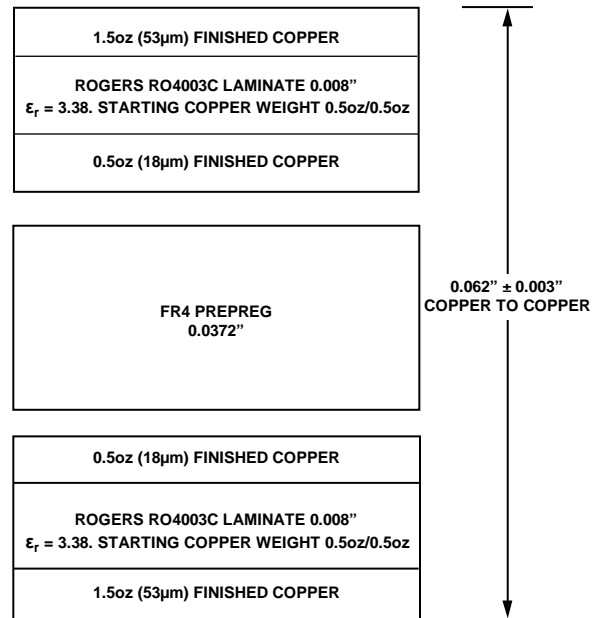 1.5oz (53µm) FINISHED COPPER
ROGERS RO4003C LAMINATE 0.008”
εr = 3.38. STARTING COPPER WEIGHT 0.5oz/0.5oz
0.5oz (18µm) FINISHED COPPER
FR4 PREPREG
0.0372”
0.062” ± 0.003”
COPPER TO COPPER
0.5oz (18µm) FINISHED COPPER
ROGERS RO4003C LAMINATE 0.008”
εr = 3.38. STARTING COPPER WEIGHT 0.5oz/0.5oz
1.5oz (53µm) FINISHED COPPER